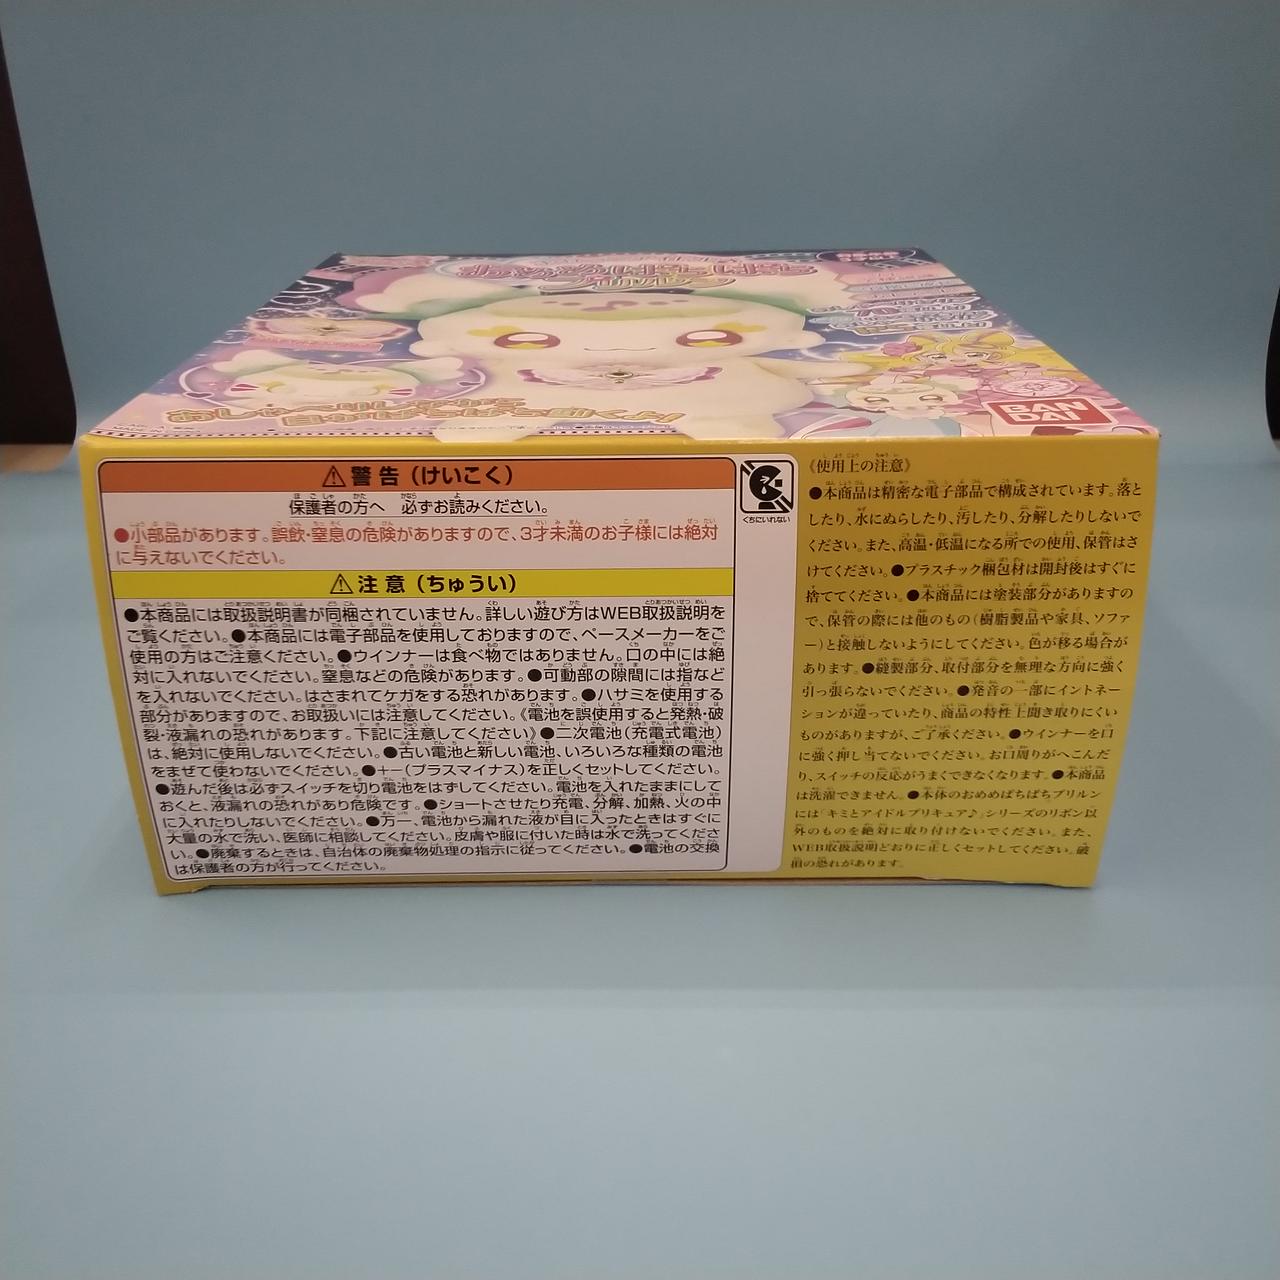 おめめぱちぱち
プリルン
おしゃべりしながら
目がぱちぱち動くよ!
BAN
DAI
警告(けいこく)
保護者の方へ 必ずお読みください。
●小部品があります。誤飲・窒息の危険がありますので、3才未満のお子様には絶対
に与えないでください。
注意(ちゅうい)
●本商品には取扱説明書が同梱されていません。詳しい遊び方はWEB取扱説明を
ご覧ください。●本商品には電子部品を使用しておりますので、ペースメーカーをご
使用の方はご注意ください。●ウインナーは食べ物ではありません。口の中には絶
対に入れないでください。窒息などの危険があります。●可動部の隙間には指など
を入れないでください。はさまれてケガをする恐れがあります。●ハサミを使用する
部分がありますので、お取扱いには注意してください。《電池を誤使用すると発熱・破
裂・液漏れの恐れがあります。下記に注意してください》●二次電池(充電式電池)
は、絶対に使用しないでください。●古い電池と新しい電池、いろいろな種類の電池
をまぜて使わないでください。●+−(プラスマイナス)を正しくセットしてください。
●遊んだ後は必ずスイッチを切り電池をはずしてください。電池を入れたままにして
おくと、液漏れの恐れがあり危険です。●ショートさせたり充電、分解、加熱、火の中
に入れたりしないでください。●万一、電池から漏れた液が目に入ったときはすぐに
大量の水で洗い、医師に相談してください。皮膚や服に付いた時は水で洗ってくださ
い。●廃棄するときは、自治体の廃棄物処理の指示に従ってください。●電池の交換
は保護者の方が行ってください。
くちにいれない
《使用上の注意》
●本商品は精密な電子部品で構成されています。落と
したり、水にぬらしたり、汚したり、分解したりしないで
ください。また、高温・低温になる所での使用、保管はさ
けてください。●プラスチック梱包材は開封後はすぐに
捨ててください。●本商品には塗装部分がありますの
で、保管の際には他のもの(樹脂製品や家具、ソファ
ー)と接触しないようにしてください。色が移る場合が
あります。●縫製部分、取付部分を無理な方向に強く
引っ張らないでください。●発音の一部にイントネー
ションが違っていたり、商品の特性上聞き取りにくい
ものがありますが、ご了承ください。●ウインナーを口
に強く押し当てないでください。お口周りがへこんだ
り、スイッチの反応がうまくできなくなります。●本商品
は洗濯できません。●本体のおめめぱちぱちプリルン
には「キミとアイドルプリキュア♪」シリーズのリボン以
外のものを絶対に取り付けないでください。また、
WEB取扱説明どおりに正しくセットしてください。破
損の恐れがあります。